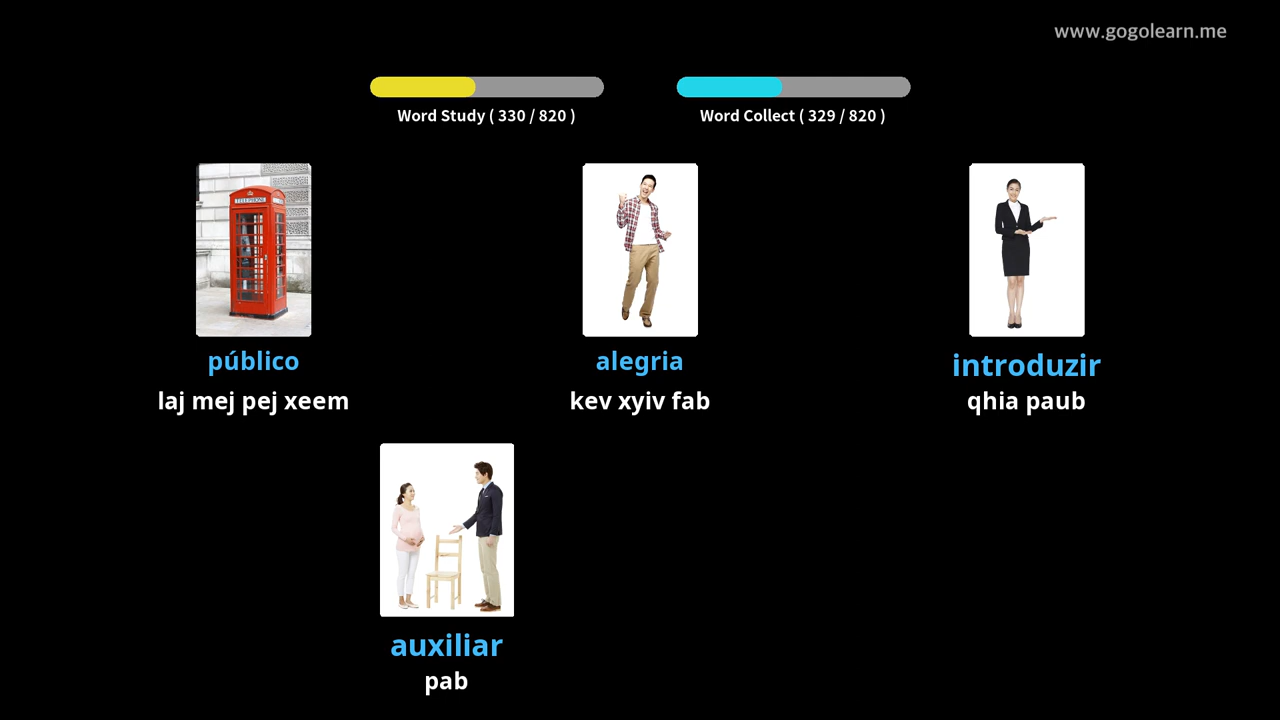 www.gogolearn.me
Word Study ( 330 / 820 )
Word Collect ( 329 / 820 )
TELEPHONE
público
alegria
introduzir
laj mej pej xeem
kev xyiv fab
qhia paub
auxiliar
pab